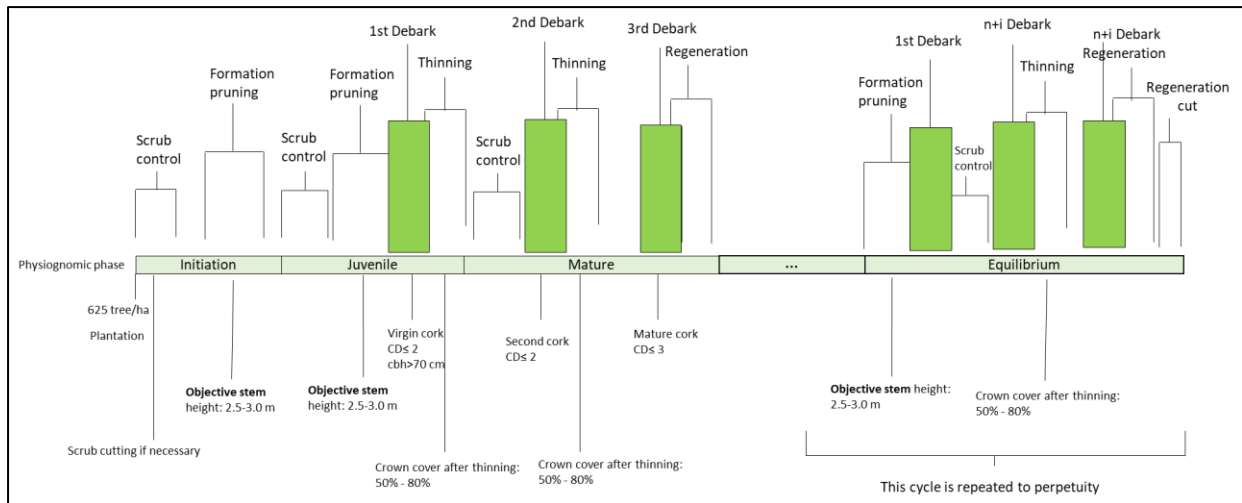 1st Debark
2nd Debark
3rd Debark
1st Debark
n+i Debark
n+i Debark
Regeneration
Formation
pruning
Formation
pruning
Thinning
Thinning
Regeneration
Formation
pruning
Thinning
Regeneration
cut
Scrub
control
Scrub
control
Scrub
control
Scrub
control
Physiognomic phase
Initiation
Juvenile
Mature
...
Equilibrium
625 tree/ha
Plantation
Virgin cork
CD≤ 2
cbh>70 cm
Second cork
CD≤ 2
Mature cork
CD≤ 3
Objective stem
height: 2.5-3.0 m
Objective stem
height: 2.5-3.0 m
Objective stem height:
2.5-3.0 m
Crown cover after thinning:
50% - 80%
Scrub cutting if necessary
Crown cover after thinning:
50% - 80%
Crown cover after thinning:
50% - 80%
This cycle is repeated to perpetuity